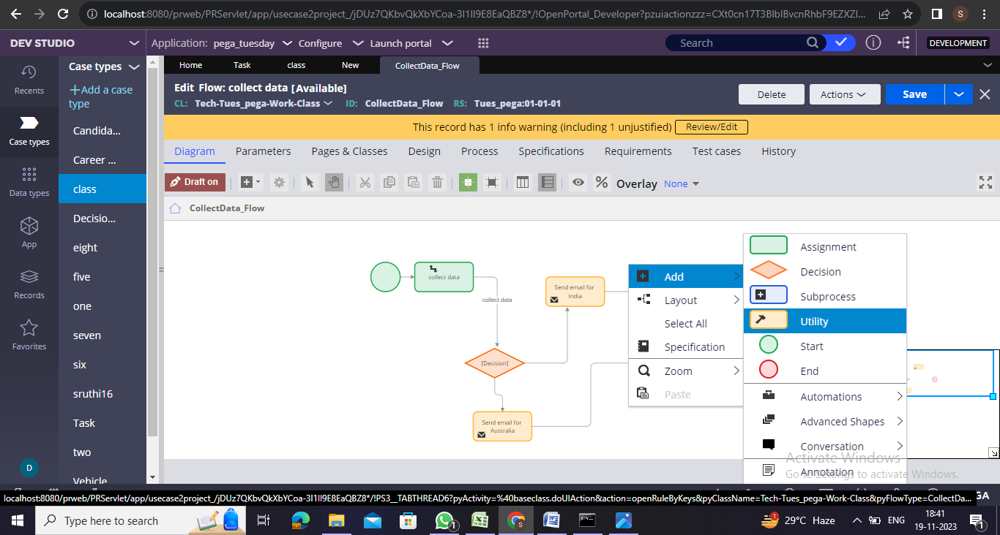 localhost:8080/prweb/PRServlet/app/usecase2project_/jDUz7QKbvQkXbYCoa-3I1II9E8EaQBZ8*/!OpenPortal_Developer?pzuiactionzzz=CXt0cn17T3BlblBvcnRhbF9EZXZl...
S
DEV STUDIO
Application: pega_tuesday
Configure
Launch portal
Search
DEVELOPMENT
Recents
Case types
Data types
App
Records
Favorites
D
Case types
+Add a case
type
Candida...
Career ...
class
Decisio...
eight
five
one
seven
six
sruthi16
Task
two
Vehicle
Home
Task
class
New
CollectData_Flow
Edit Flow: collect data [Available]
CL: Tech-Tues_pega-Work-Class
ID: CollectData_Flow
RS: Tues_pega:01-01-01
Delete
Actions
Save
This record has 1 info warning (including 1 unjustified)
Review/Edit
Diagram
Parameters
Pages & Classes
Design
Process
Specifications
Requirements
Test cases
History
Draft on
Overlay None
CollectData_Flow
collect data
collect data
Send email for
India
[Decision]
Send email for
Australia
Add
Layout
Select All
Specification
Zoom
Paste
Assignment
Decision
Subprocess
Utility
Start
End
Automations
Advanced Shapes
Conversation
Annotation
Activate Windows
Go to Settings to activate Windows.
localhost:8080/prweb/PRServlet/app/usecase2project_/jDUz7QKbvQkXbYCoa-3I1II9E8EaQBZ8*/!PS3__TABTHREAD6?pyActivity=%40baseclass.doUIAction&action=openRuleByKeys&pyClassName=Tech-Tues_pega-Work-Class&pyFlowType=CollectDa...
GA
Type here to search
1
S
1
29°C Haze
ENG
18:41
19-11-2023
1